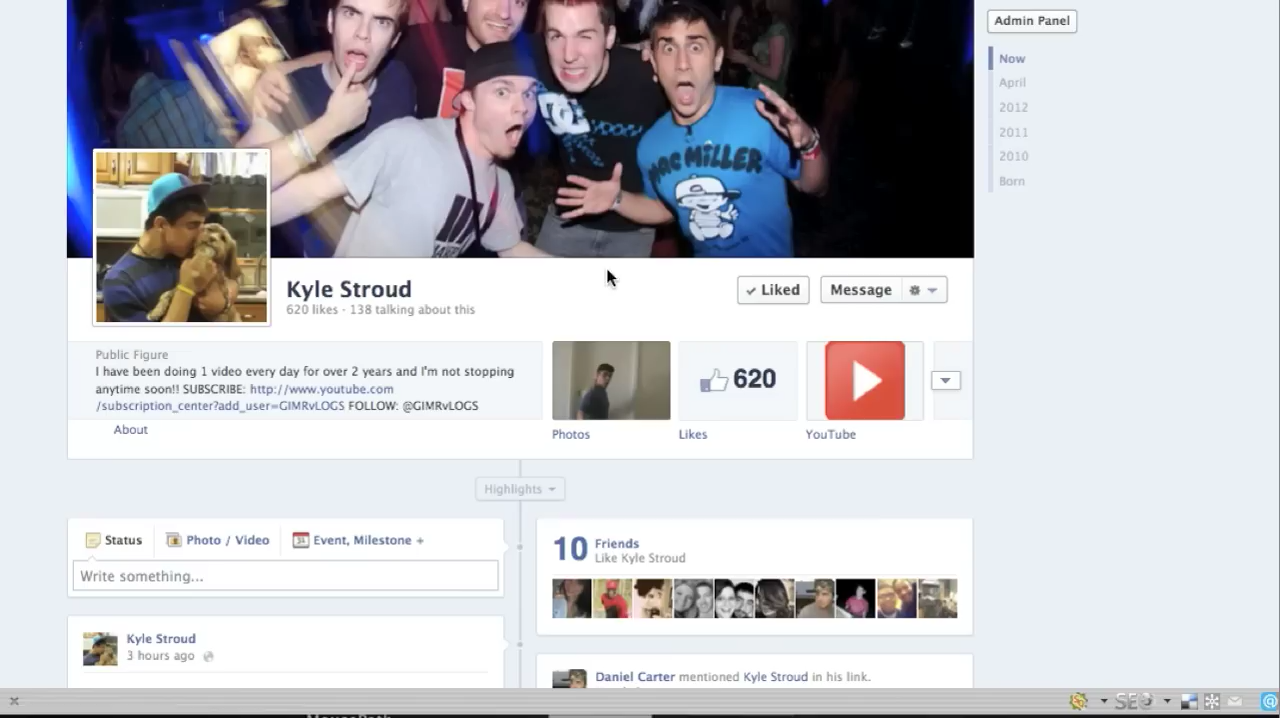 Admin Panel
Now
April
2012
2011
2010
Born
MAC MILLER
DC
Kyle Stroud
620 likes · 138 talking about this
Liked
Message
Public Figure
I have been doing 1 video every day for over 2 years and I'm not stopping
anytime soon!! SUBSCRIBE: http://www.youtube.com
/subscription_center?add_user=GIMRvLOGS FOLLOW: @GIMRvLOGS
About
Photos
620
Likes
YouTube
Highlights
Status
Photo / Video
31
Event, Milestone +
Write something...
10 Friends
Like Kyle Stroud
Kyle Stroud
3 hours ago
Daniel Carter mentioned Kyle Stroud in his link.